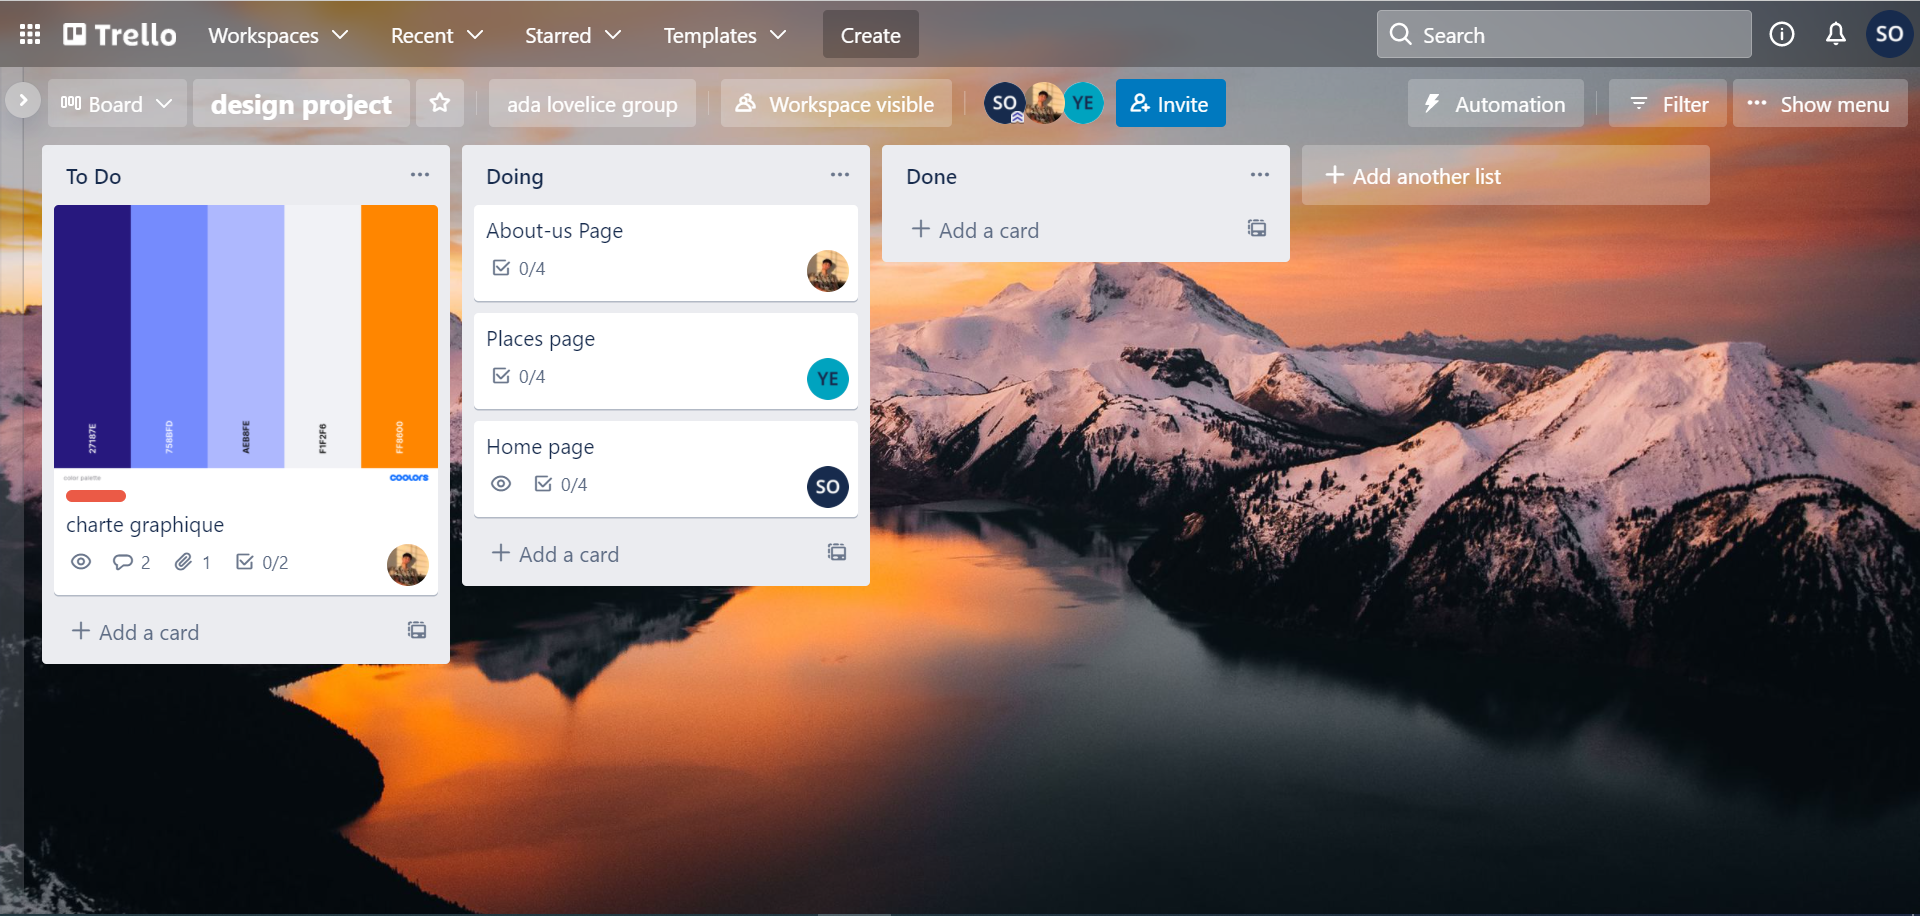 Trello
Workspaces
Recent
Starred
Templates
Create
Search
SO
Board
design project
ada lovelice group
Workspace visible
SO
YE
Invite
Automation
Filter
Show menu
To Do
27187E
758BFD
AEB8FE
F1F2F6
FF8600
color palette
coolors
charte graphique
2
1
0/2
Add a card
Doing
About-us Page
0/4
Places page
0/4
YE
Home page
0/4
SO
Add a card
Done
Add a card
Add another list